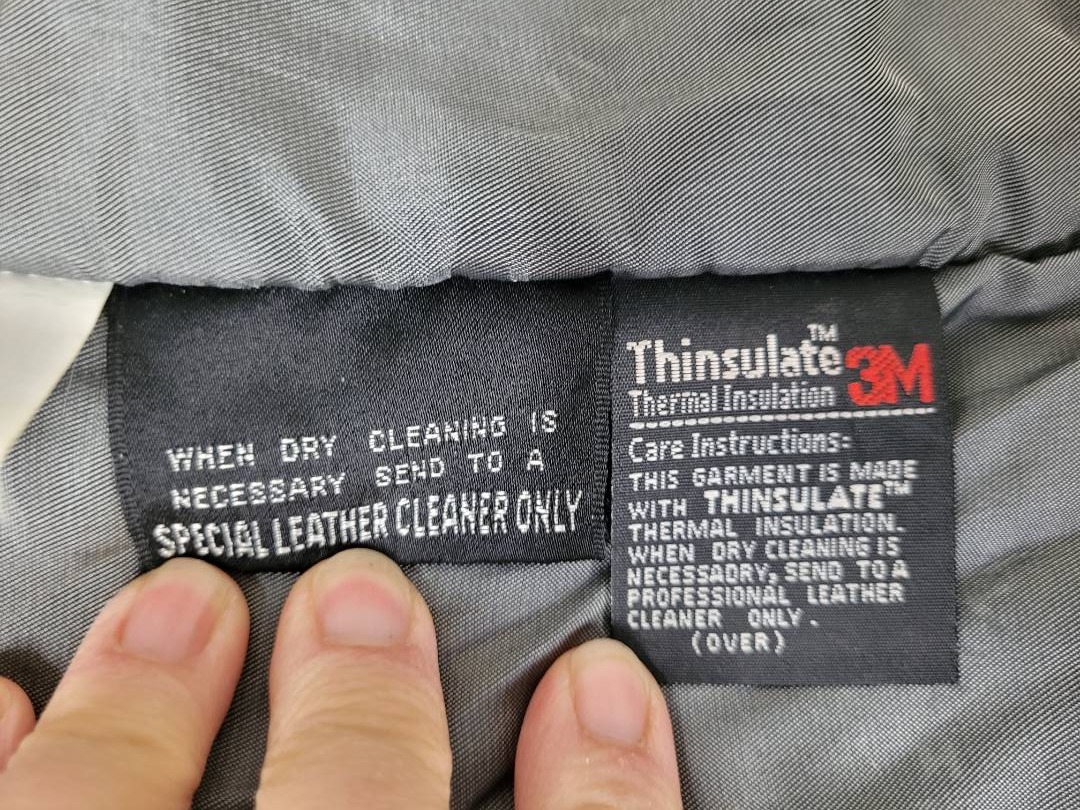 WHEN DRY CLEANING IS
NECESSARY SEND TO A
SPECIAL LEATHER CLEANER ONLY
Thinsulate™ 3M
Thermal Insulation
Care Instructions:
THIS GARMENT IS MADE
WITH THINSULATE™
THERMAL INSULATION.
WHEN DRY CLEANING IS
NECESSADRY, SEND TO A
PROFESSIONAL LEATHER
CLEANER ONLY.
(OVER)